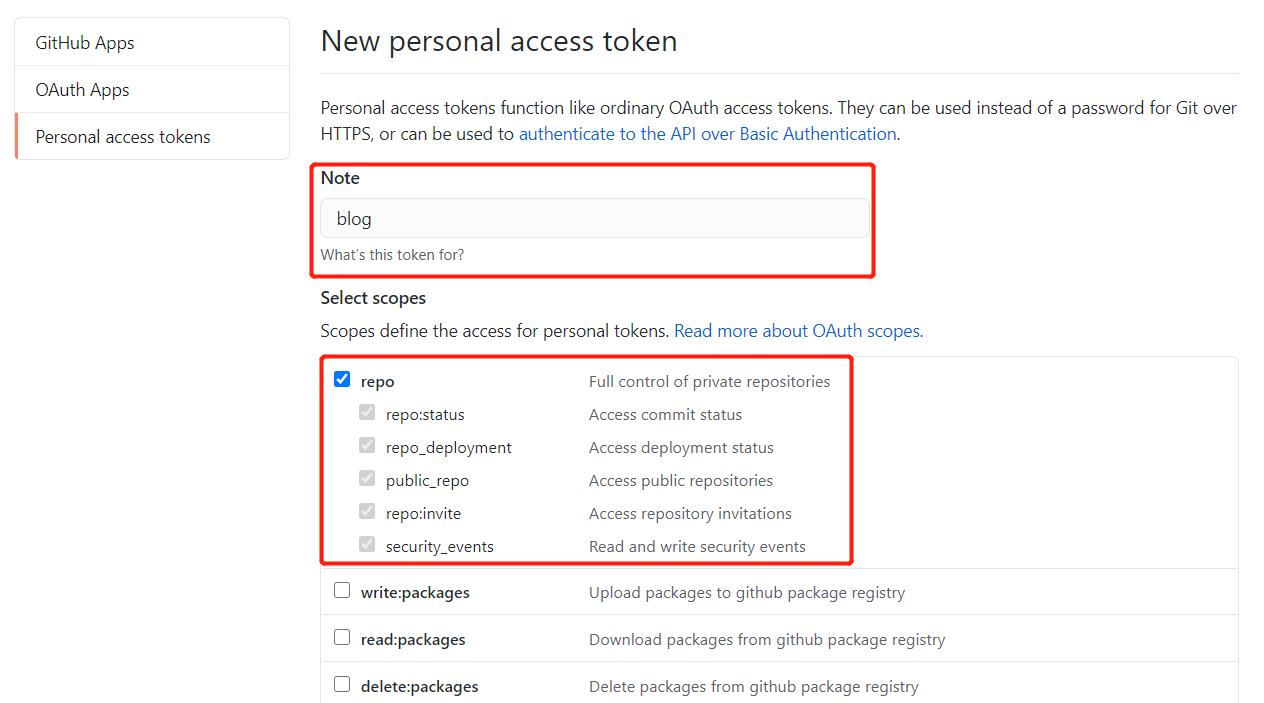 GitHub Apps
OAuth Apps
Personal access tokens
New personal access token
Personal access tokens function like ordinary OAuth access tokens. They can be used instead of a password for Git over
HTTPS, or can be used to authenticate to the API over Basic Authentication.
Note
blog
What's this token for?
Select scopes
Scopes define the access for personal tokens. Read more about OAuth scopes.
repo Full control of private repositories
repo:status Access commit status
repo_deployment Access deployment status
public_repo Access public repositories
repo:invite Access repository invitations
security_events Read and write security events
write:packages Upload packages to github package registry
read:packages Download packages from github package registry
delete:packages Delete packages from github package registry